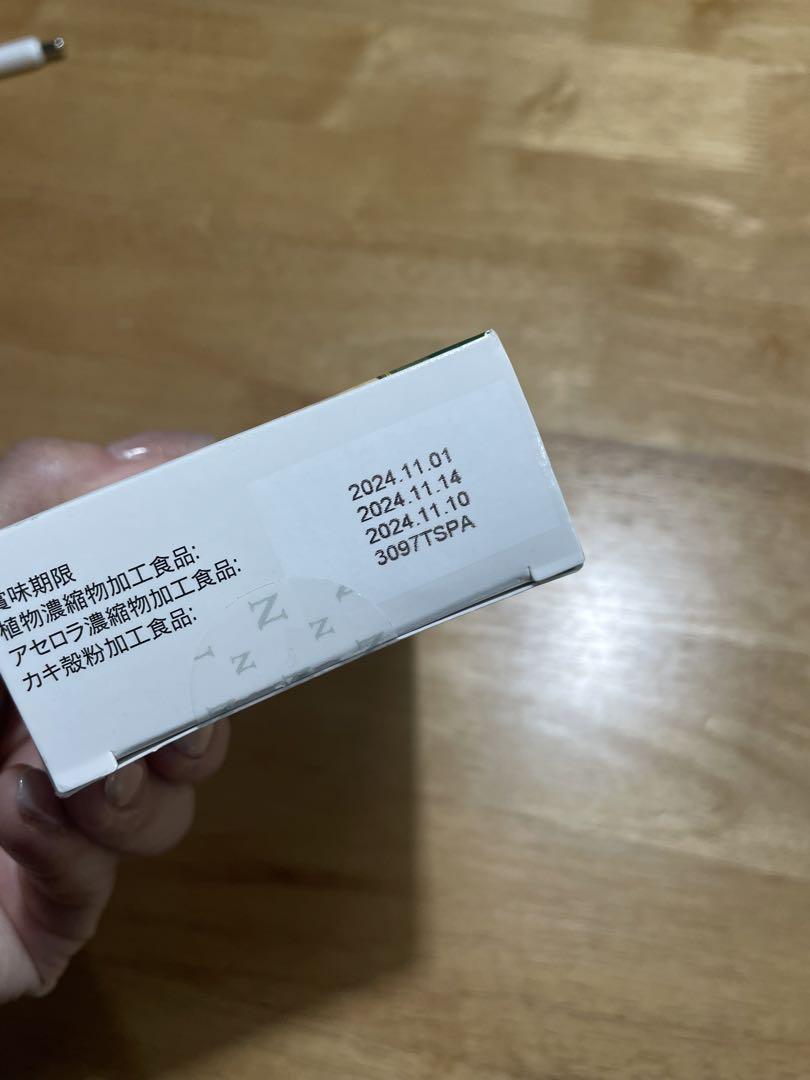 賞味期限
植物濃縮物加工食品:
アセロラ濃縮物加工食品:
カキ殻粉加工食品:
2024.11.01
2024.11.14
2024.11.10
3097TSPA
N
N
N